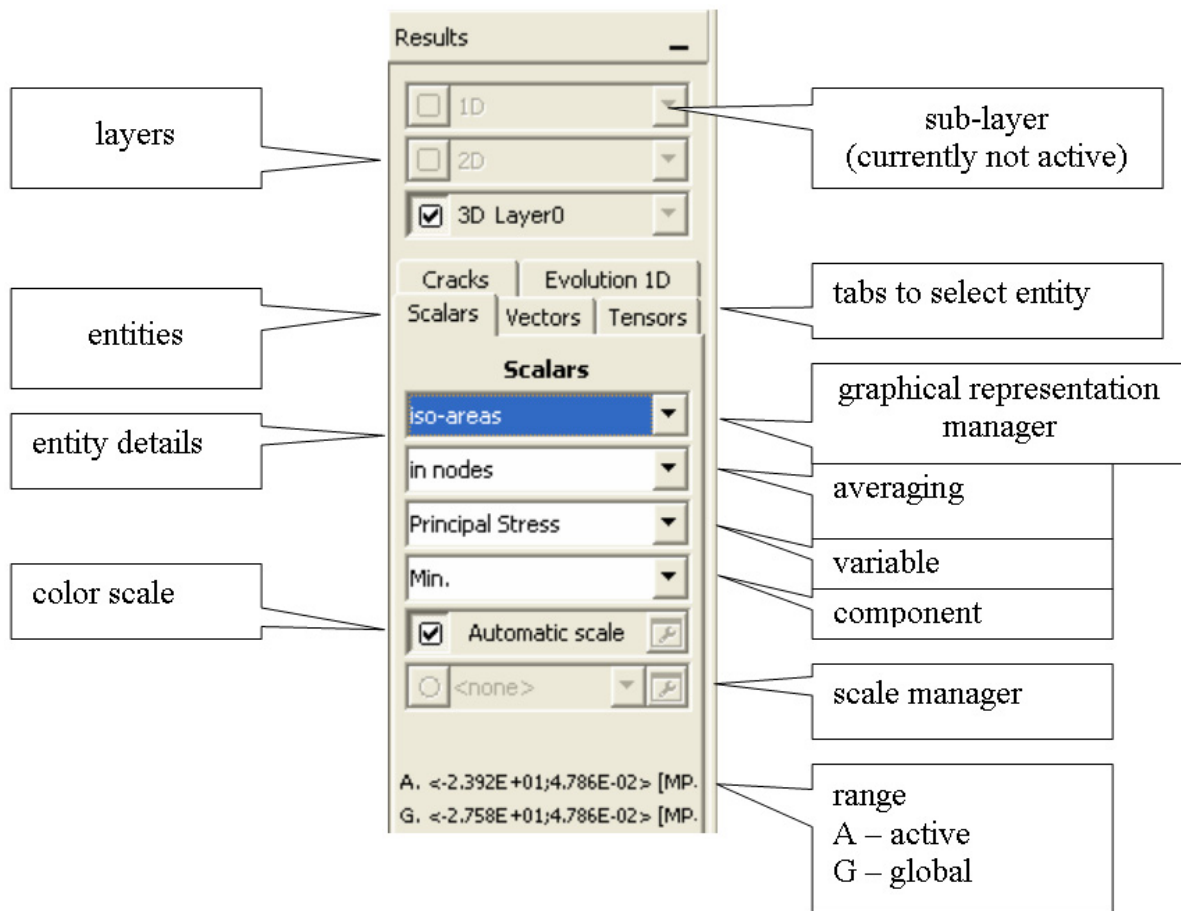 Results
1D
2D
3D Layer0
Cracks
Evolution 1D
Scalars
Vectors
Tensors
Scalars
iso-areas
in nodes
Principal Stress
Min.
Automatic scale
<none>
A. <-2.392E+01;4.786E-02> [MP.
G. <-2.758E+01;4.786E-02> [MP.
layers
entities
entity details
color scale
sub-layer
(currently not active)
tabs to select entity
graphical representation
manager
averaging
variable
component
scale manager
range
A – active
G – global